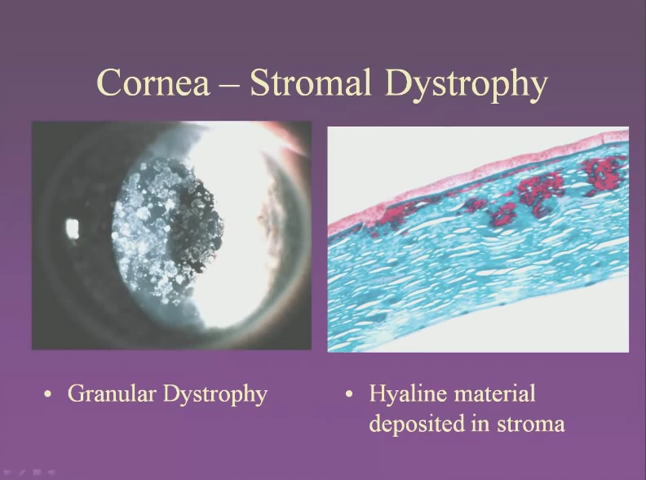 Cornea – Stromal Dystrophy
• Granular Dystrophy
• Hyaline material
deposited in stroma